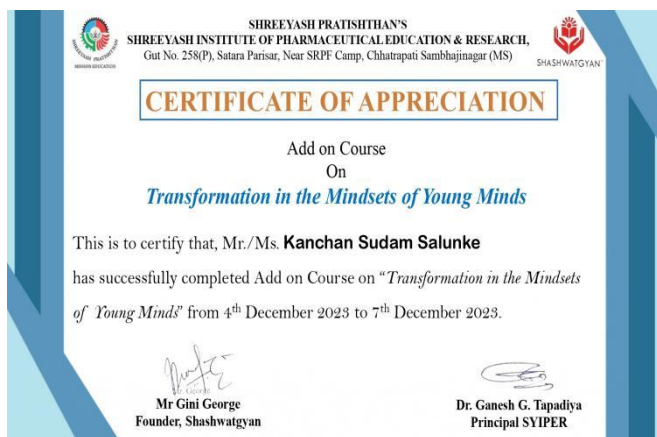 SHREEYASH PRATISHTHAN'S
SHREEYASH INSTITUTE OF PHARMACEUTICAL EDUCATION & RESEARCH,
Gut No. 258(P), Satara Parisar, Near SRPF Camp, Chhatrapati Sambhajinagar (MS)
MISSION EDUCATION
SHASHWATGYAN
CERTIFICATE OF APPRECIATION
Add on Course
On
Transformation in the Mindsets of Young Minds
This is to certify that, Mr./Ms. Kanchan Sudam Salunke
has successfully completed Add on Course on "Transformation in the Mindsets
of Young Minds" from 4th December 2023 to 7th December 2023.
Mr Gini George
Founder, Shashwatgyan
Dr. Ganesh G. Tapadiya
Principal SYIPER